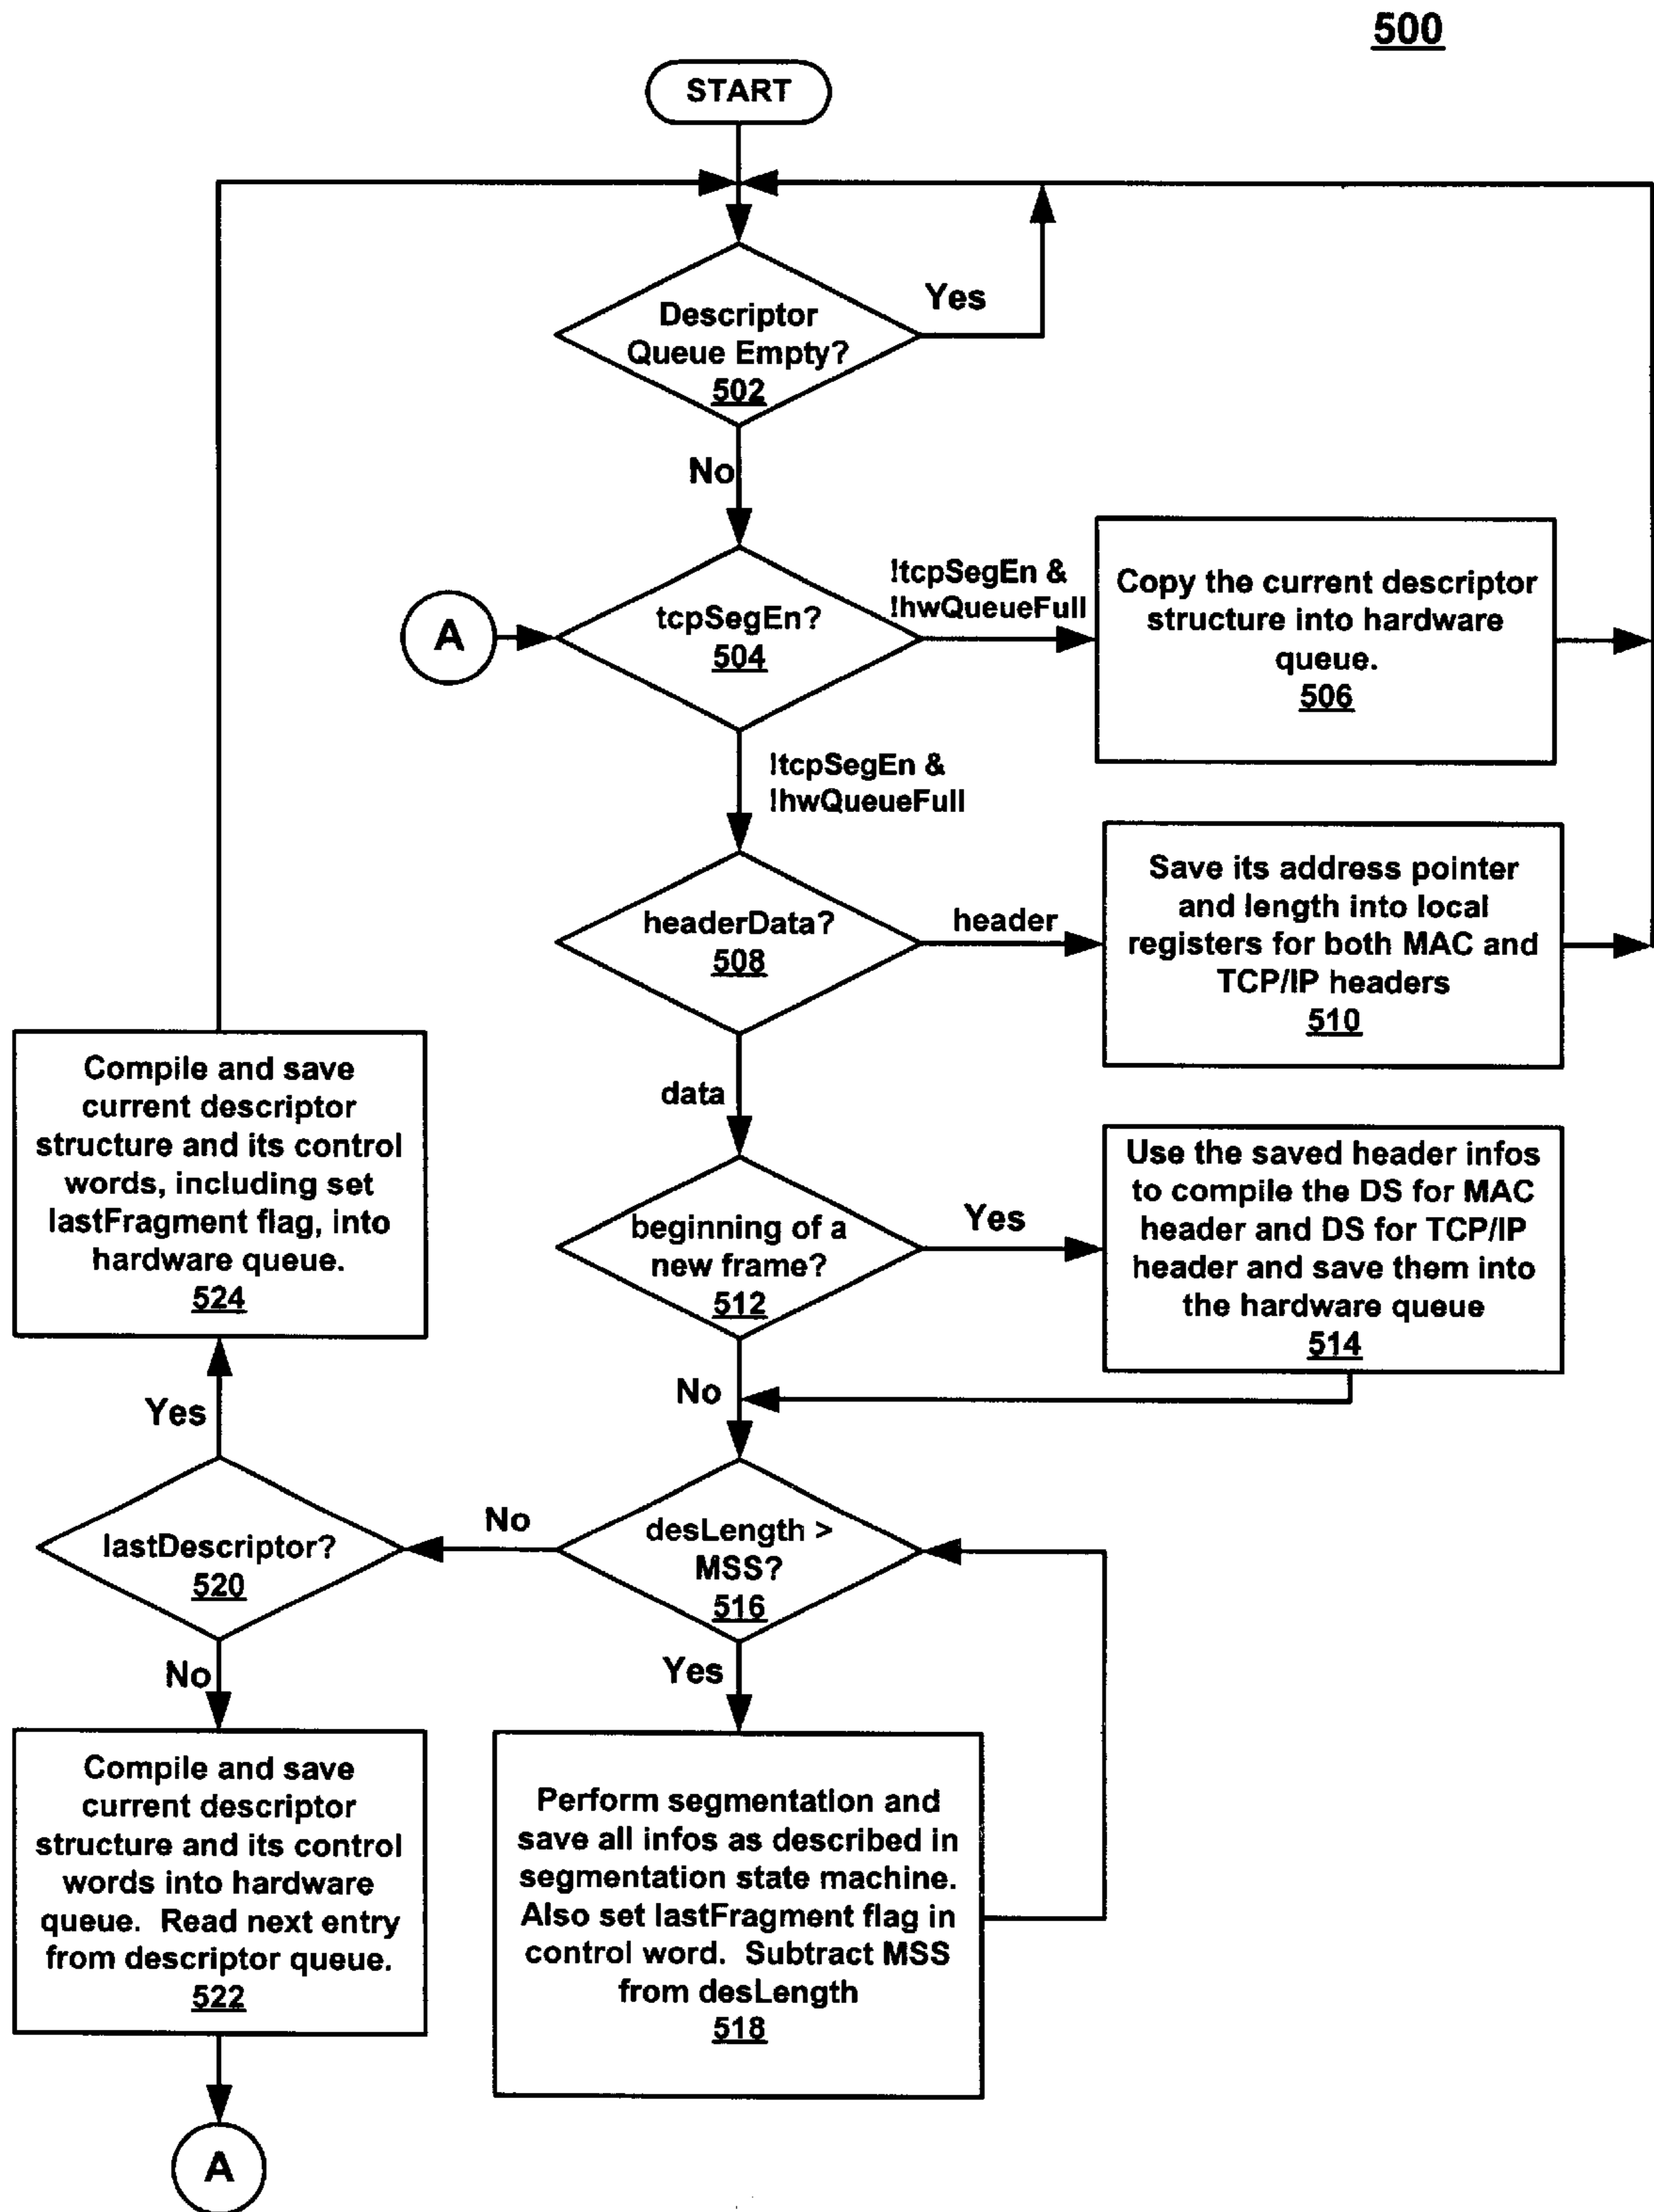 500
START
Descriptor
Queue Empty?
502
Yes
No
A
tcpSegEn?
504
!tcpSegEn &
!hwQueueFull
Copy the current descriptor
structure into hardware
queue.
506
!tcpSegEn &
!hwQueueFull
headerData?
508
header
Save its address pointer
and length into local
registers for both MAC and
TCP/IP headers
510
data
beginning of a
new frame?
512
Yes
Use the saved header infos
to compile the DS for MAC
header and DS for TCP/IP
header and save them into
the hardware queue
514
No
Compile and save
current descriptor
structure and its control
words, including set
lastFragment flag, into
hardware queue.
524
Yes
lastDescriptor?
520
No
desLength >
MSS?
516
No
Yes
Compile and save
current descriptor
structure and its control
words into hardware
queue. Read next entry
from descriptor queue.
522
Perform segmentation and
save all infos as described in
segmentation state machine.
Also set lastFragment flag in
control word. Subtract MSS
from desLength
518
A